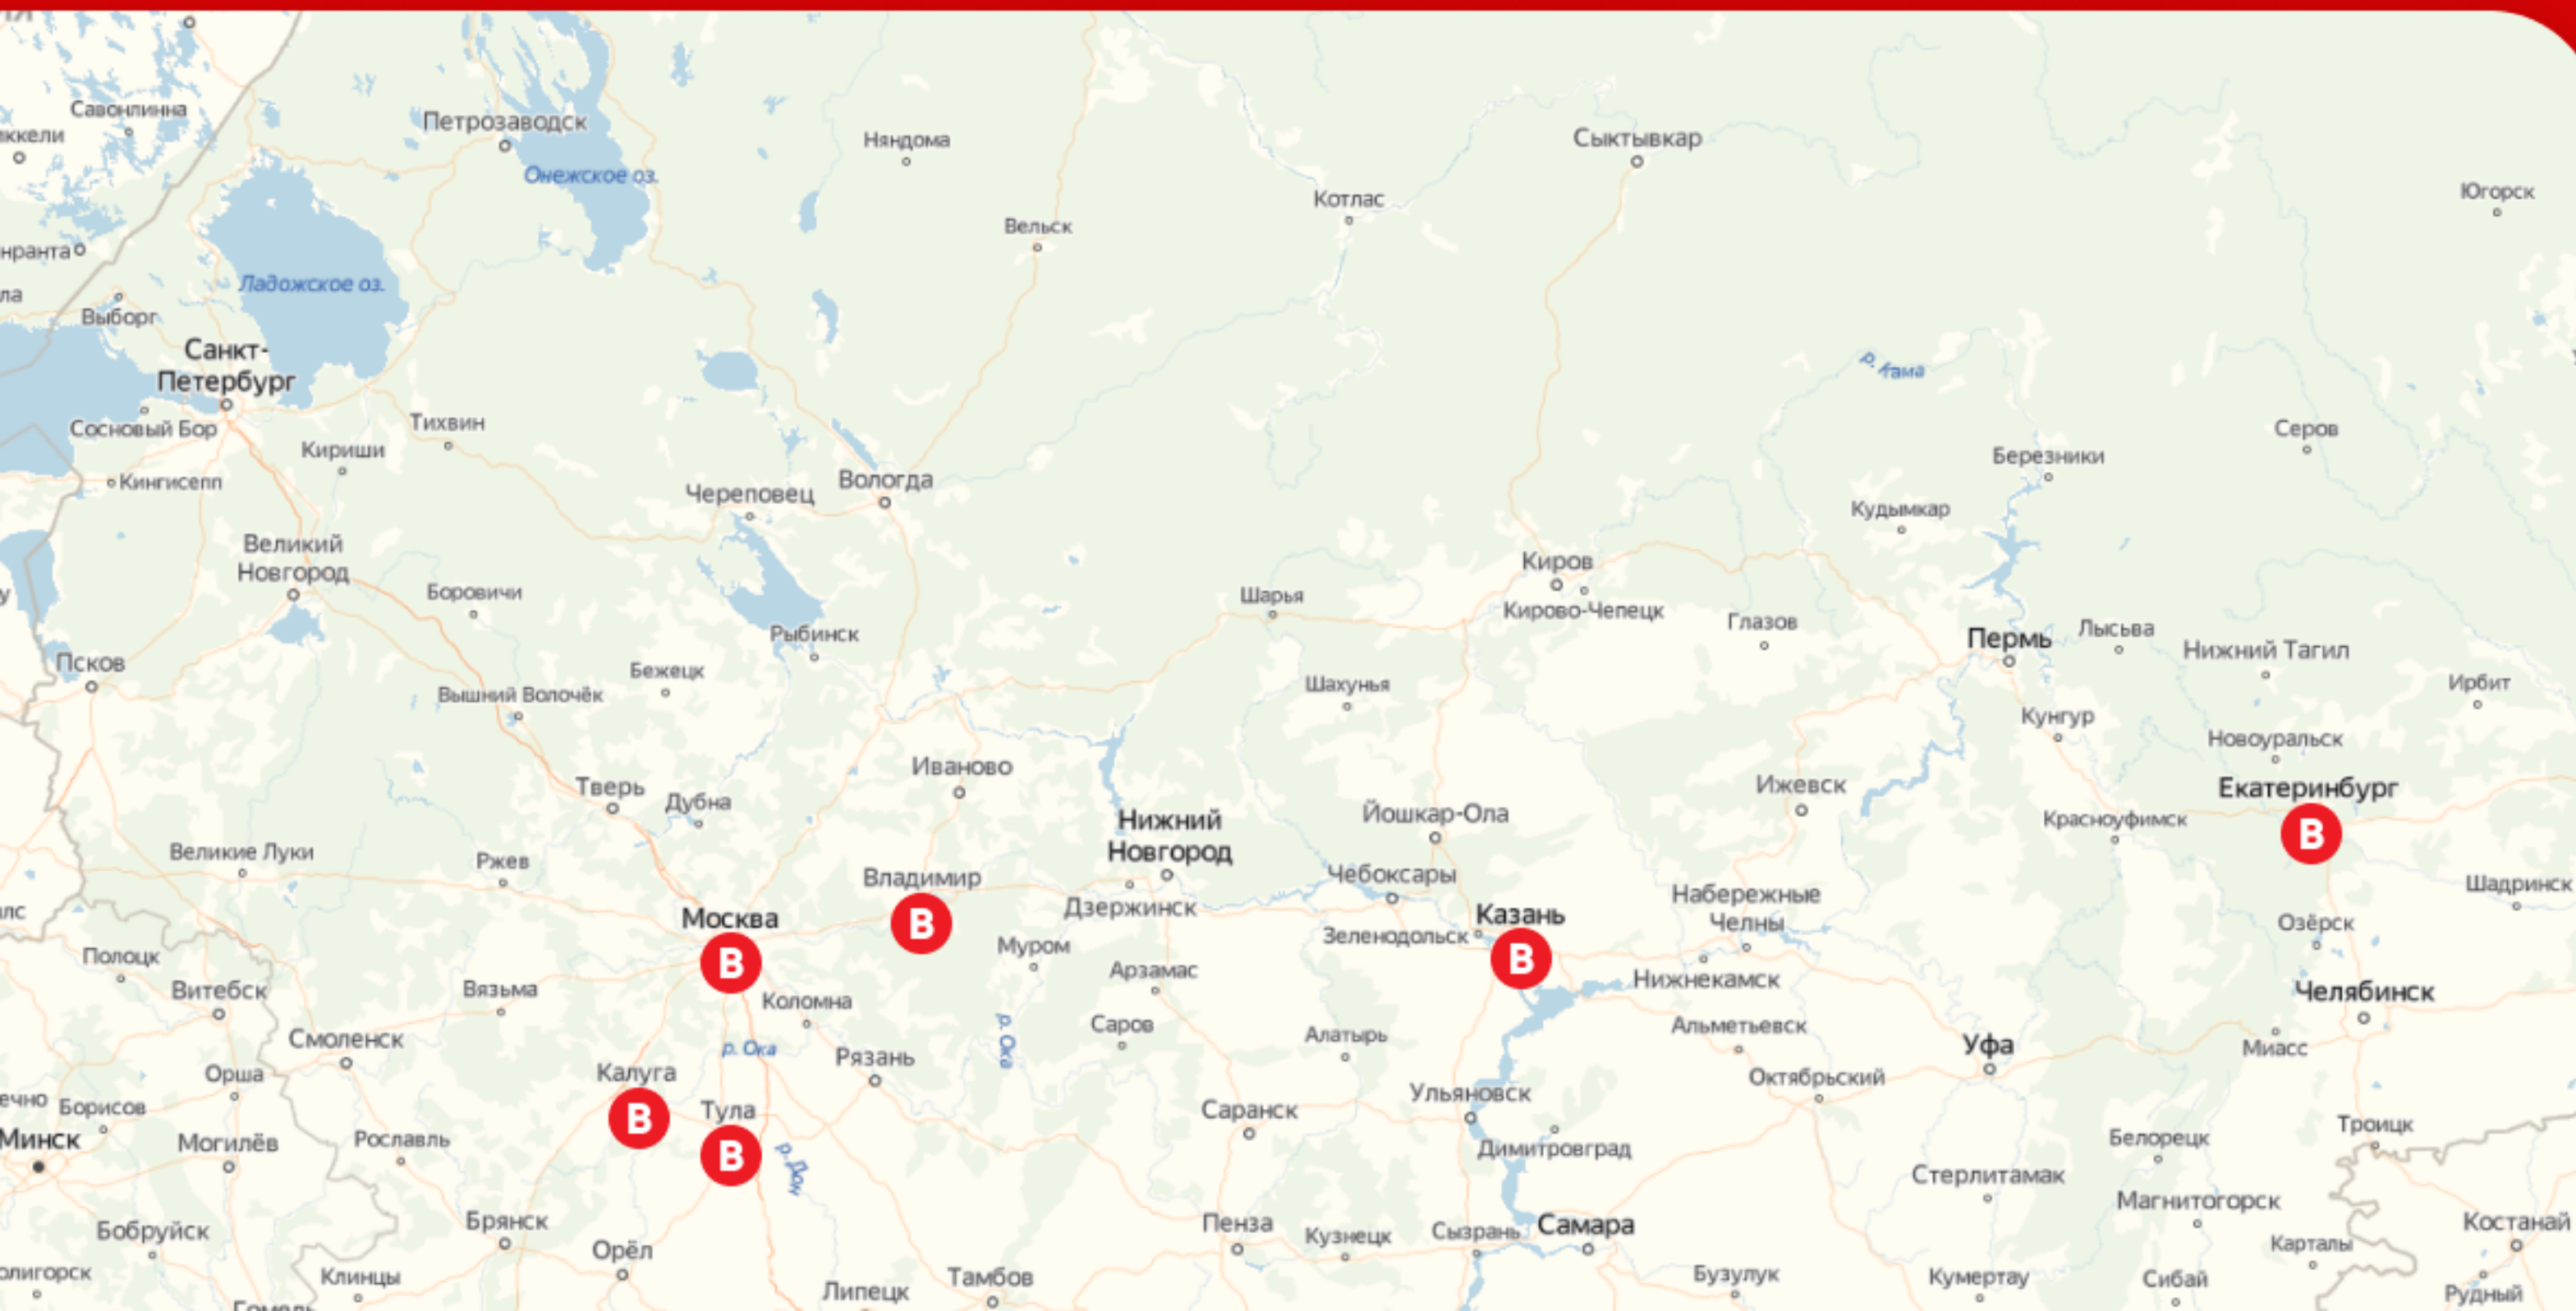 Савонлинна
Петрозаводск
Няндома
Сыктывкар
Онежское оз.
Югорск
Котлас
Вельск
Ладожское оз.
Выборг
Санкт-
Петербург
р. Кама
Тихвин
Сосновый Бор
Серов
Кириши
Березники
Кингисепп
Вологда
Череповец
Кудымкар
Великий
Новгород
Киров
Боровичи
Шарья
Кирово-Чепецк
Глазов
Рыбинск
Пермь
Лысьва
Нижний Тагил
Псков
Бежецк
Шахунья
Ирбит
Вышний Волочёк
Кунгур
Новоуральск
Иваново
Тверь
Дубна
Ижевск
Екатеринбург
В
Йошкар-Ола
Нижний
Новгород
Красноуфимск
Великие Луки
Ржев
Владимир
В
Чебоксары
Шадринск
Набережные
Челны
Дзержинск
Москва
В
Казань
В
Зеленодольск
Озёрск
Муром
Полоцк
Арзамас
Нижнекамск
Витебск
Вязьма
Коломна
Челябинск
Саров
Альметьевск
р. Ока
Алатырь
Смоленск
р. Ока
Рязань
Уфа
Миасс
Орша
Калуга
В
Октябрьский
Борисов
Ульяновск
Тула
В
Саранск
Минск
Могилёв
Рославль
Троицк
Белорецк
Димитровград
р. Дон
Стерлитамак
Магнитогорск
Брянск
Пенза
Самара
Костанай
Бобруйск
Кузнецк
Сызрань
Орёл
Карталы
Клинцы
Тамбов
Бузулук
Кумертау
Сибай
Липецк
Рудный